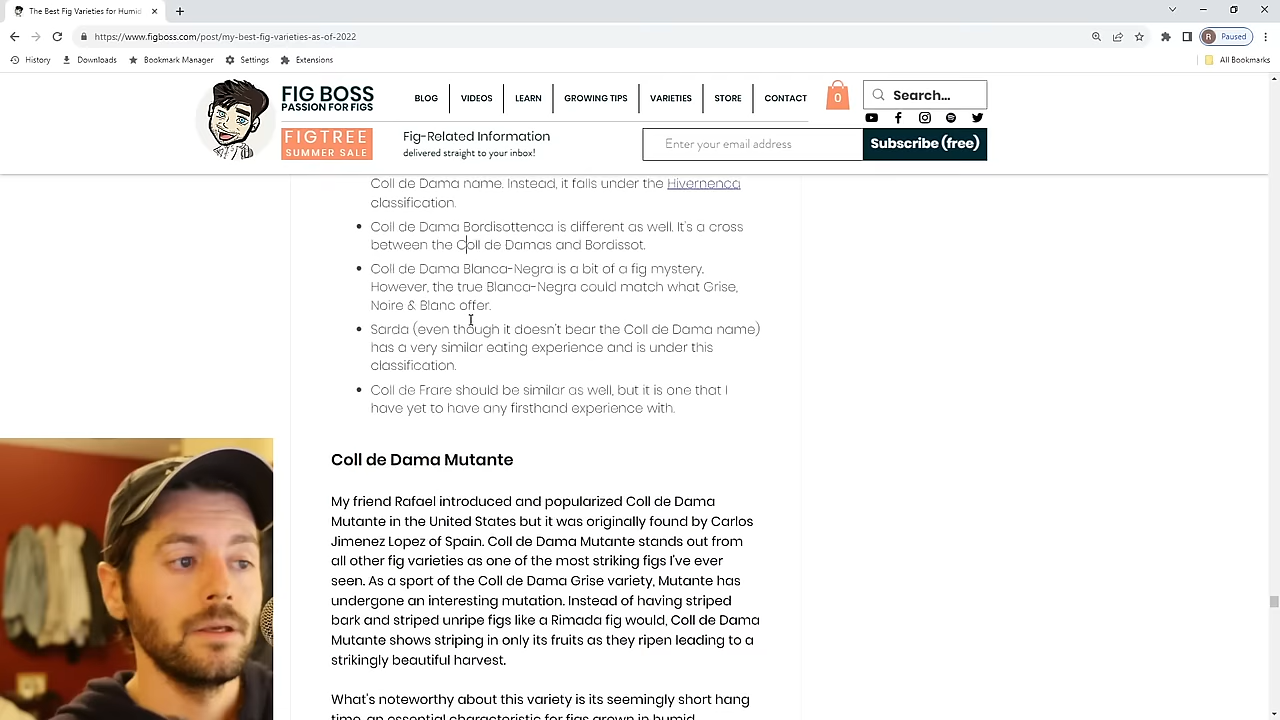 The Best Fig Varieties for Humid
https://www.figboss.com/post/my-best-fig-varieties-as-of-2022
R Paused
History Downloads Bookmark Manager Settings Extensions All Bookmarks
FIG BOSS
PASSION FOR FIGS
BLOG VIDEOS LEARN GROWING TIPS VARIETIES STORE CONTACT 0 Search...
FIGTREE
SUMMER SALE
Fig-Related Information
delivered straight to your inbox!
Enter your email address Subscribe (free)
Coll de Dama name. Instead, it falls under the Hivernenca
classification.
Coll de Dama Bordisottenca is different as well. It's a cross
between the Coll de Damas and Bordissot.
Coll de Dama Blanca-Negra is a bit of a fig mystery.
However, the true Blanca-Negra could match what Grise,
Noire & Blanc offer.
Sarda (even though it doesn't bear the Coll de Dama name)
has a very similar eating experience and is under this
classification.
Coll de Frare should be similar as well, but it is one that I
have yet to have any firsthand experience with.
Coll de Dama Mutante
My friend Rafael introduced and popularized Coll de Dama
Mutante in the United States but it was originally found by Carlos
Jimenez Lopez of Spain. Coll de Dama Mutante stands out from
all other fig varieties as one of the most striking figs I've ever
seen. As a sport of the Coll de Dama Grise variety, Mutante has
undergone an interesting mutation. Instead of having striped
bark and striped unripe figs like a Rimada fig would, Coll de Dama
Mutante shows striping in only its fruits as they ripen leading to a
strikingly beautiful harvest.
What's noteworthy about this variety is its seemingly short hang
time, an essential characteristic for figs grown in humid